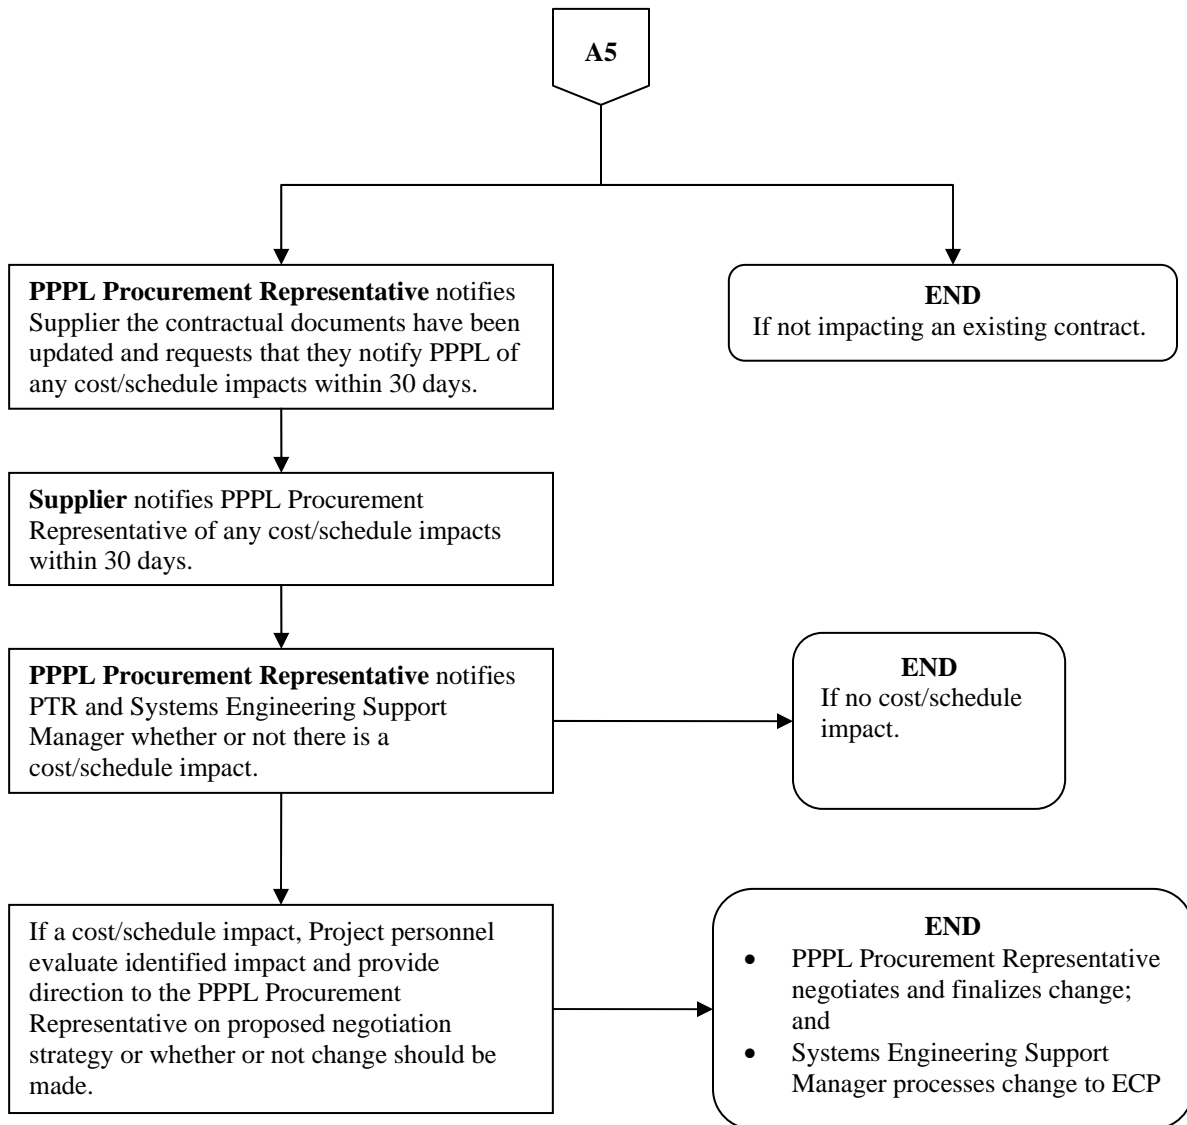 A5
PPPL Procurement Representative notifies
Supplier the contractual documents have been
updated and requests that they notify PPPL of
any cost/schedule impacts within 30 days.
END
If not impacting an existing contract.
Supplier notifies PPPL Procurement
Representative of any cost/schedule impacts
within 30 days.
PPPL Procurement Representative notifies
PTR and Systems Engineering Support
Manager whether or not there is a
cost/schedule impact.
END
If no cost/schedule
impact.
If a cost/schedule impact, Project personnel
evaluate identified impact and provide
direction to the PPPL Procurement
Representative on proposed negotiation
strategy or whether or not change should be
made.
END
• PPPL Procurement Representative
negotiates and finalizes change;
and
• Systems Engineering Support
Manager processes change to ECP